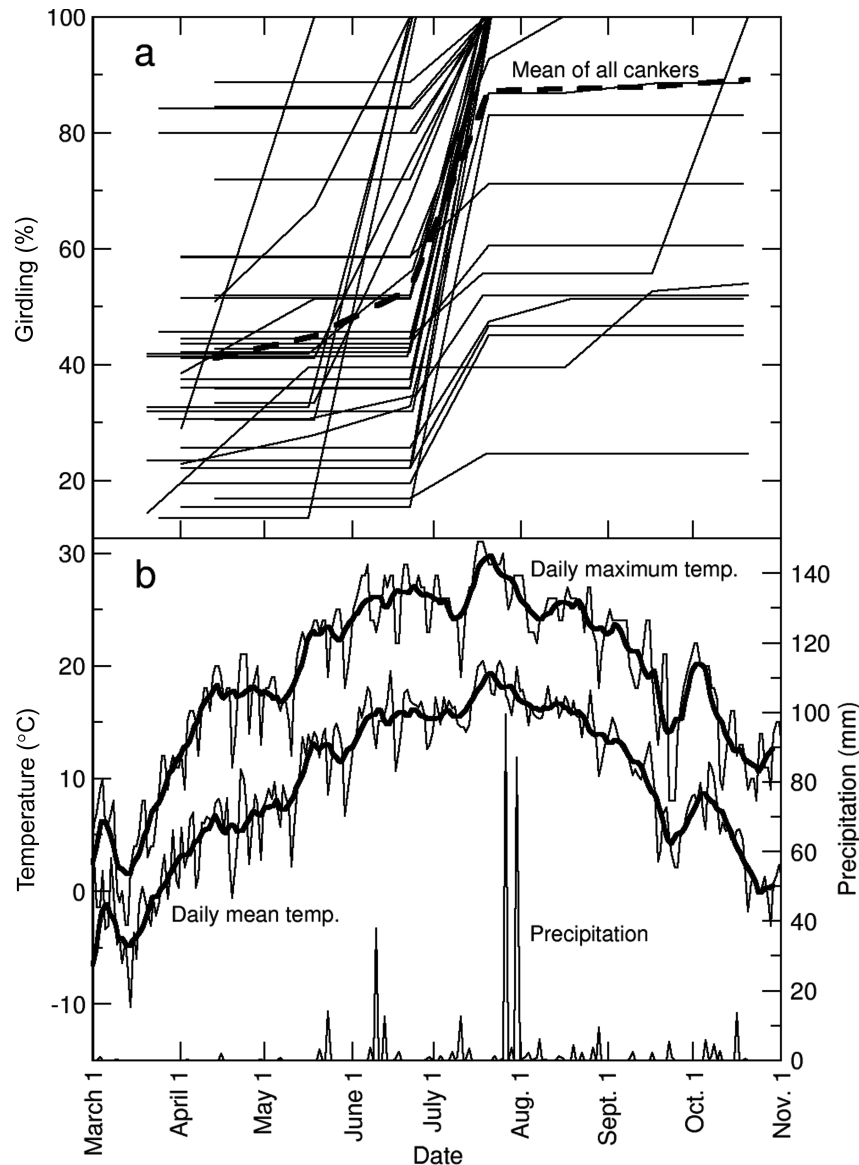 a
100
80
60
40
20
Girdling (%)
Mean of all cankers
b
30
20
10
0
-10
Temperature (°C)
Daily maximum temp.
Daily mean temp.
Precipitation
140
120
100
80
60
40
20
0
Precipitation (mm)
March 1
April 1
May 1
June 1
July 1
Aug. 1
Sept. 1
Oct. 1
Nov. 1
Date